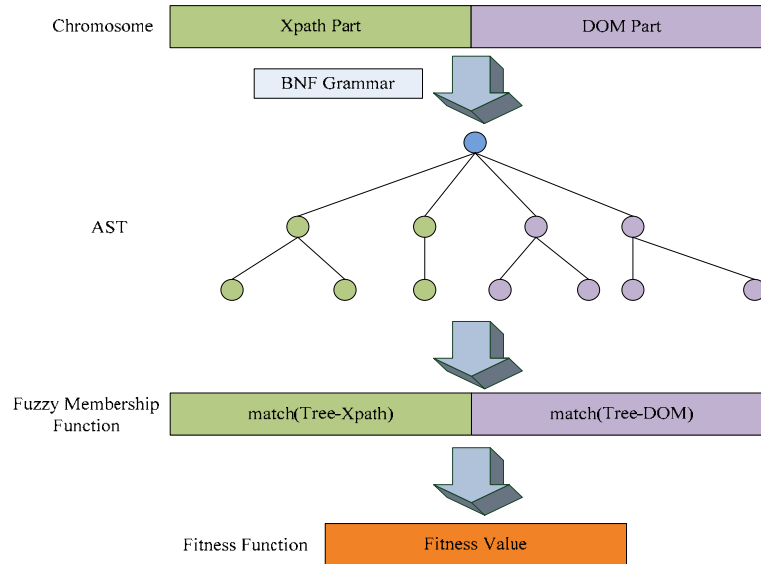 Chromosome
Xpath Part
DOM Part
BNF Grammar
AST
Fuzzy Membership
Function
match(Tree-Xpath)
match(Tree-DOM)
Fitness Function
Fitness Value